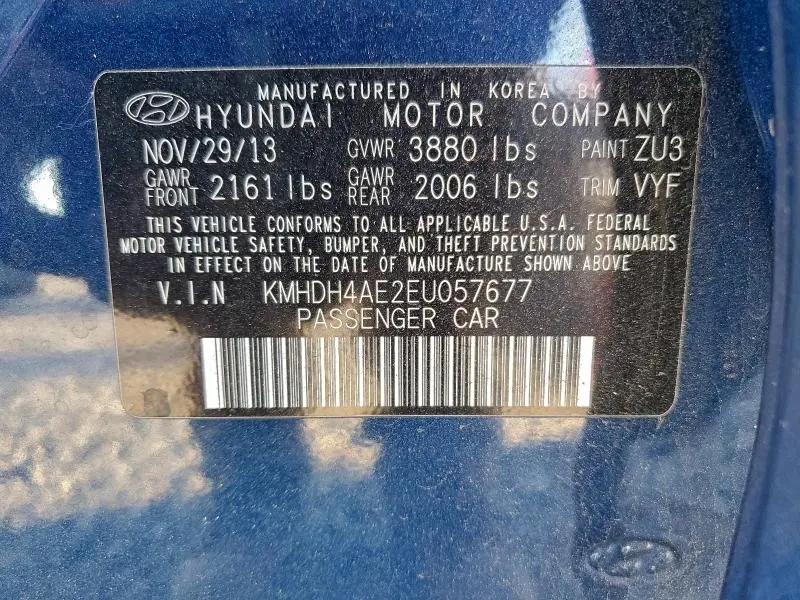 MANUFACTURED IN KOREA BY
HYUNDAI MOTOR COMPANY
NOV/29/13 GVWR 3880 lbs PAINT ZU3
GAWR FRONT 2161 lbs GAWR REAR 2006 lbs TRIM VYF
THIS VEHICLE CONFORMS TO ALL APPLICABLE U.S.A. FEDERAL
MOTOR VEHICLE SAFETY, BUMPER, AND THEFT PREVENTION STANDARDS
IN EFFECT ON THE DATE OF MANUFACTURE SHOWN ABOVE
V.I.N KMHDH4AE2EU057677
PASSENGER CAR